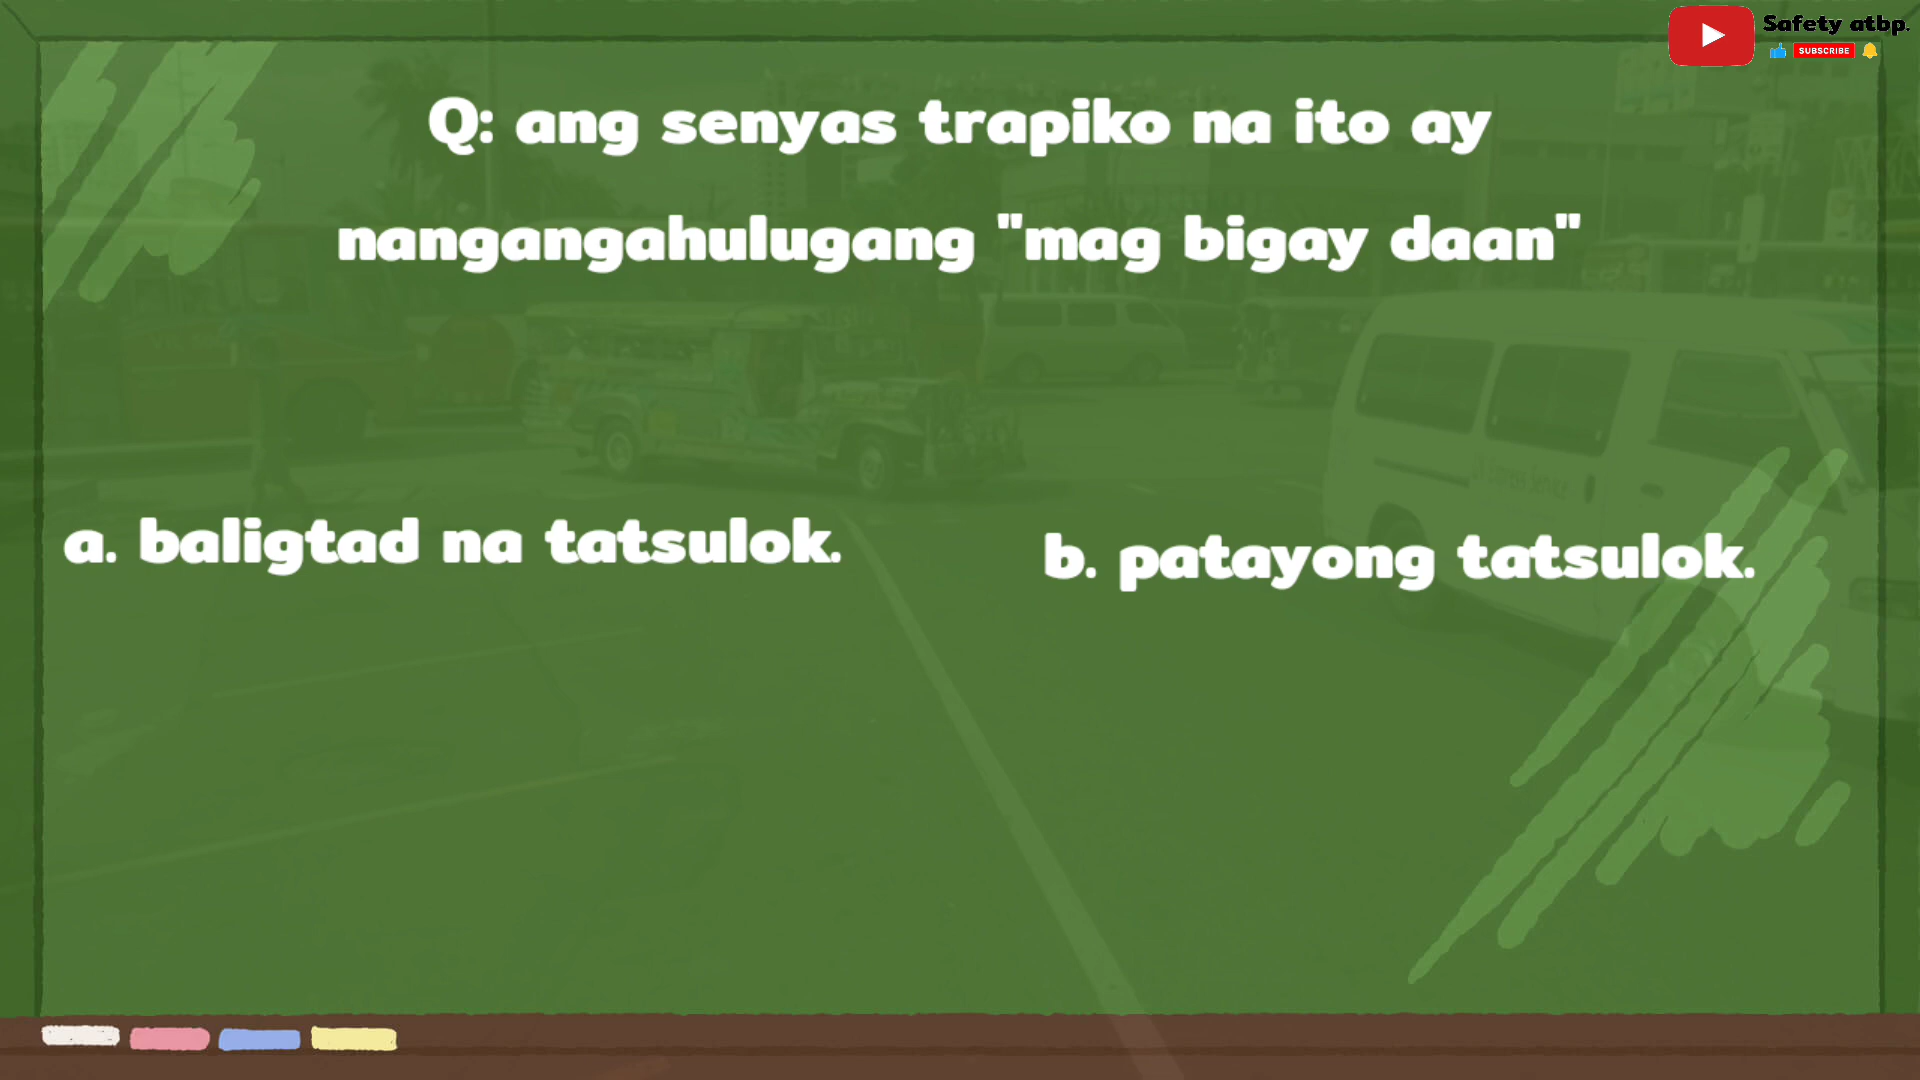 Safety atbp.
SUBSCRIBE
Q: ang senyas trapiko na ito ay
nangangahulugang "mag bigay daan"
a. baligtad na tatsulok.
b. patayong tatsulok.